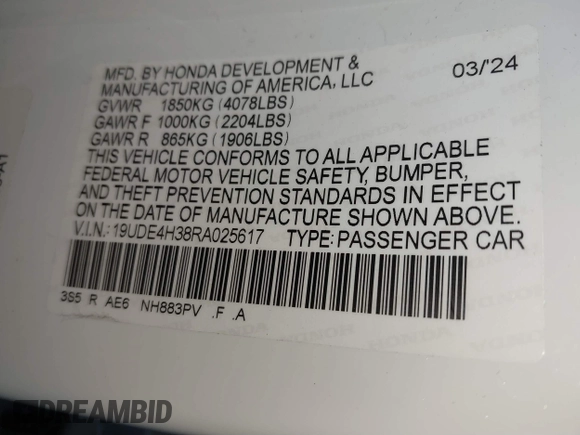 MFD. BY HONDA DEVELOPMENT & 03/'24
MANUFACTURING OF AMERICA, LLC
GVWR 1850KG (4078LBS)
GAWR F 1000KG (2204LBS)
GAWR R 865KG (1906LBS)
THIS VEHICLE CONFORMS TO ALL APPLICABLE
FEDERAL MOTOR VEHICLE SAFETY, BUMPER,
AND THEFT PREVENTION STANDARDS IN EFFECT
ON THE DATE OF MANUFACTURE SHOWN ABOVE.
V.I.N.: 19UDE4H38RA025617 TYPE: PASSENGER CAR
3S5 R AE6 NH883PV .F .A
DREAMBID